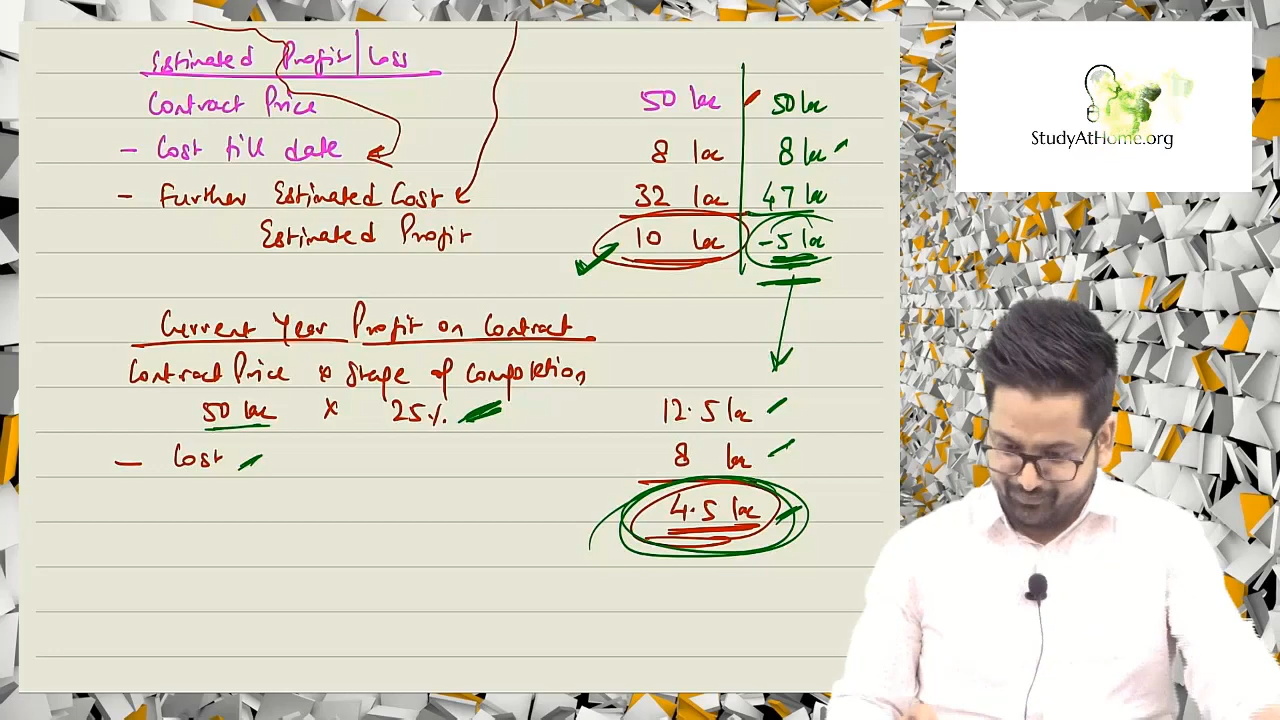 Estimated Profit | Loss
Contract Price 50 lac 50 lac
- Cost till date 8 lac 8 lac
- Further Estimated Cost 32 lac 47 lac
Estimated Profit 10 lac -5 lac
Current Year Profit on Contract
Contract Price * Stage of Completion
50 lac × 25%. 12.5 lac
- Cost 8 lac
4.5 lac
StudyAtHome.org